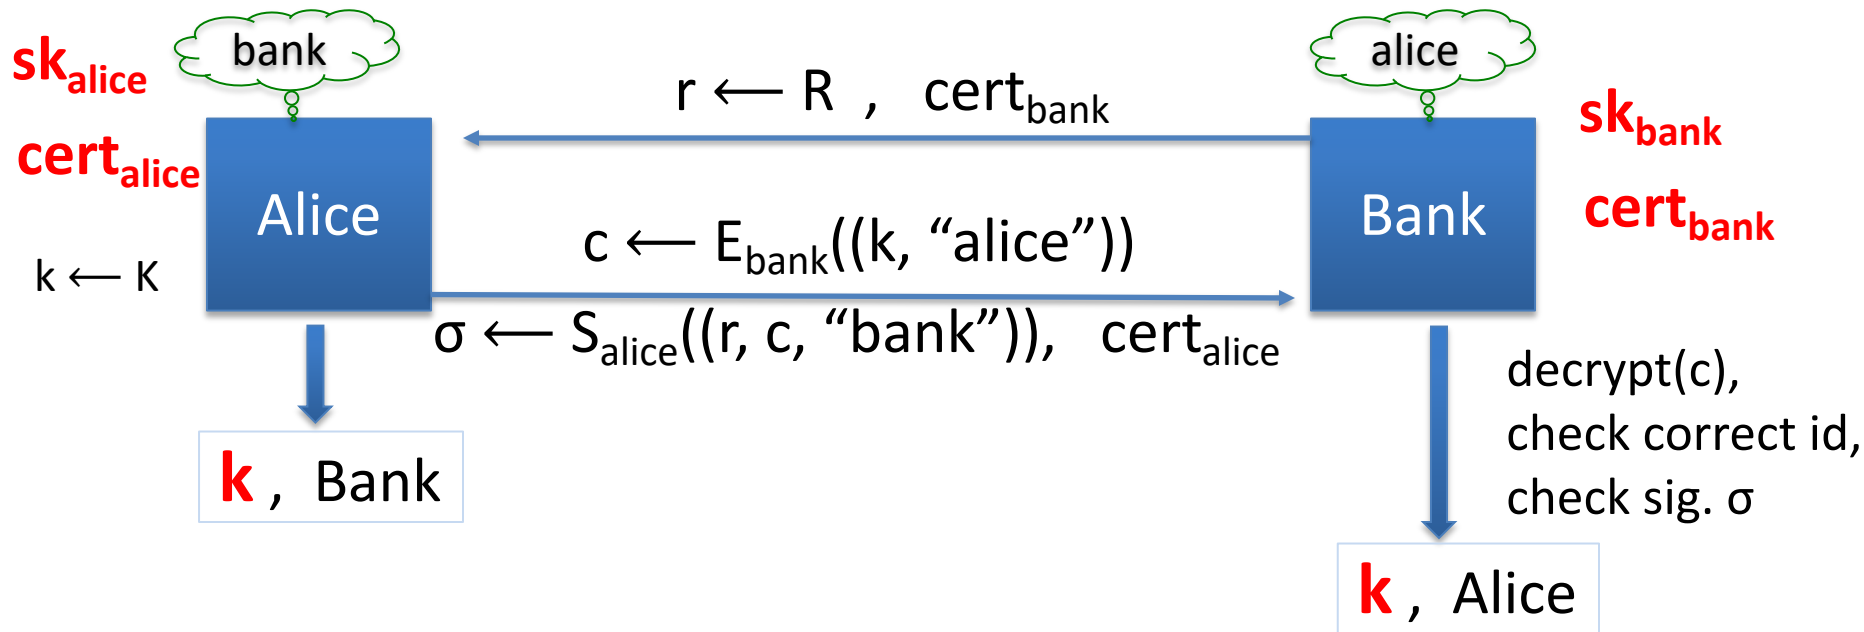 bank
alice
sk_alice
r ⟵ R , cert_bank
sk_bank
cert_alice
Alice
Bank
cert_bank
c ⟵ E_bank((k, “alice”))
k ⟵ K
σ ⟵ S_alice((r, c, “bank”)), cert_alice
decrypt(c),
check correct id,
check sig. σ
k , Bank
k , Alice